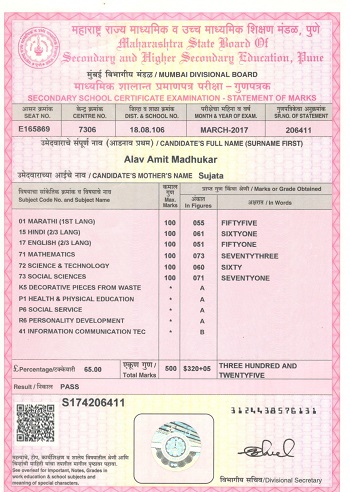 महाराष्ट्र राज्य माध्यमिक व उच्च माध्यमिक शिक्षण मंडळ, पुणे
Maharashtra State Board Of
Secondary and Higher Secondary Education, Pune
मुंबई विभागीय मंडळ / MUMBAI DIVISIONAL BOARD
माध्यमिक शालान्त प्रमाणपत्र परीक्षा - गुणपत्रक
SECONDARY SCHOOL CERTIFICATE EXAMINATION - STATEMENT OF MARKS
आसन क्रमांक केंद्र क्रमांक जिल्हा व शाळा क्रमांक परीक्षेचा महिना व वर्ष गुणपत्रिकेचा अनुक्रमांक
SEAT NO. CENTRE NO. DIST. & SCHOOL NO. MONTH & YEAR OF EXAM. SR.NO. OF STATEMENT
E165869 7306 18.08.106 MARCH-2017 206411
उमेदवाराचे संपूर्ण नाव (आडनाव प्रथम) / CANDIDATE'S FULL NAME (SURNAME FIRST)
Alav Amit Madhukar
उमेदवाराच्या आईचे नाव / CANDIDATE'S MOTHER'S NAME Sujata
विषयाचा सांकेतिक क्रमांक व विषयाचे नाव कमाल गुण प्राप्त गुण किंवा श्रेणी / Marks or Grade Obtained
Subject Code No. and Subject Name Max. Marks अंकात In Figures अक्षरात / In Words
01 MARATHI (1ST LANG) 100 055 FIFTYFIVE
15 HINDI (2/3 LANG) 100 061 SIXTYONE
17 ENGLISH (2/3 LANG) 100 051 FIFTYONE
71 MATHEMATICS 100 073 SEVENTYTHREE
72 SCIENCE & TECHNOLOGY 100 060 SIXTY
73 SOCIAL SCIENCES 100 071 SEVENTYONE
K5 DECORATIVE PIECES FROM WASTE * A
P1 HEALTH & PHYSICAL EDUCATION * A
P6 SOCIAL SERVICE * A
R6 PERSONALITY DEVELOPMENT * A
41 INFORMATION COMMUNICATION TEC * B
£.Percentage/टक्केवारी 65.00 एकूण गुण / Total Marks 500 $320+05 THREE HUNDRED AND TWENTYFIVE
Result / निकाल PASS
S174206411
3124438576131
See overleaf for Important, Notes, Grades in
work education & school subjects and
meaning of special characters.
विभागीय सचिव/Divisional Secretary